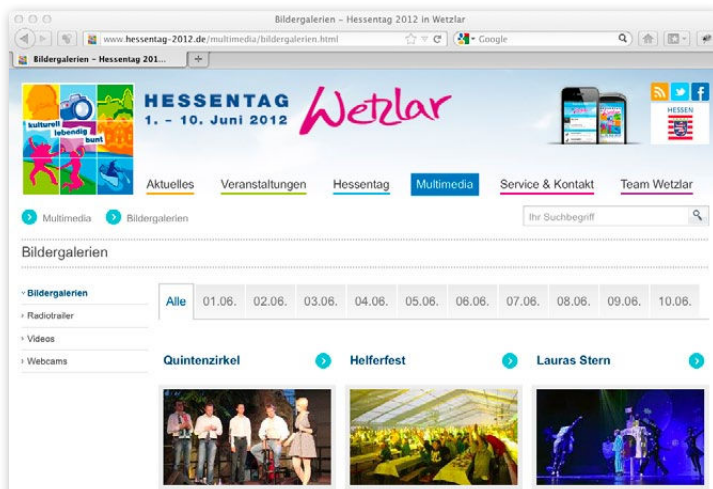 Bildergalerien – Hessentag 2012 in Wetzlar
www.hessentag-2012.de/multimedia/bildergalerien.html
Google
Bildergalerien – Hessentag 201...
kulturell
lebendig
bunt
HESSENTAG
1. – 10. Juni 2012
Wetzlar
HESSEN
Aktuelles Veranstaltungen Hessentag Multimedia Service & Kontakt Team Wetzlar
Multimedia Bildergalerien
Ihr Suchbegriff
Bildergalerien
Bildergalerien
Radiotrailer
Videos
Webcams
Alle 01.06. 02.06. 03.06. 04.06. 05.06. 06.06. 07.06. 08.06. 09.06. 10.06.
Quintenzirkel Helferfest Lauras Stern